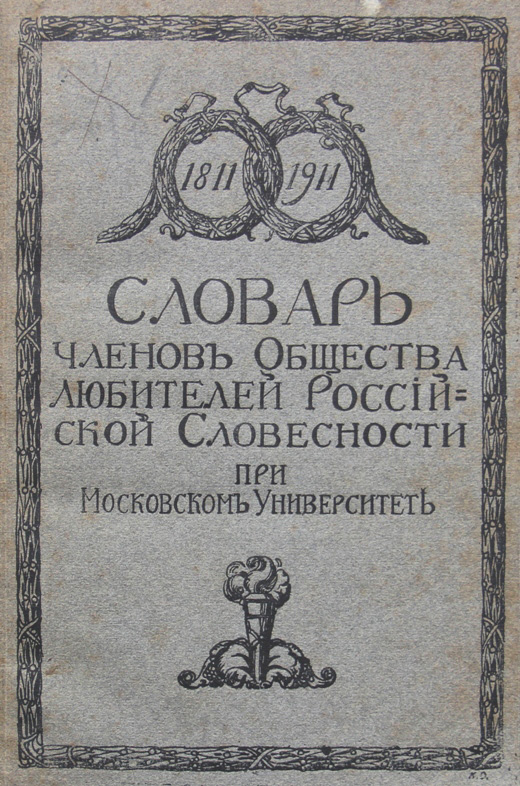 1811 1911
СЛОВАРЬ
ЧЛЕНОВЪ ОБЩЕСТВА
ЛЮБИТЕЛЕЙ РОССІЙ=
СКОЙ СЛОВЕСНОСТИ
ПРИ
МОСКОВСКОМЪ УНИВЕРСИТЕТѢ